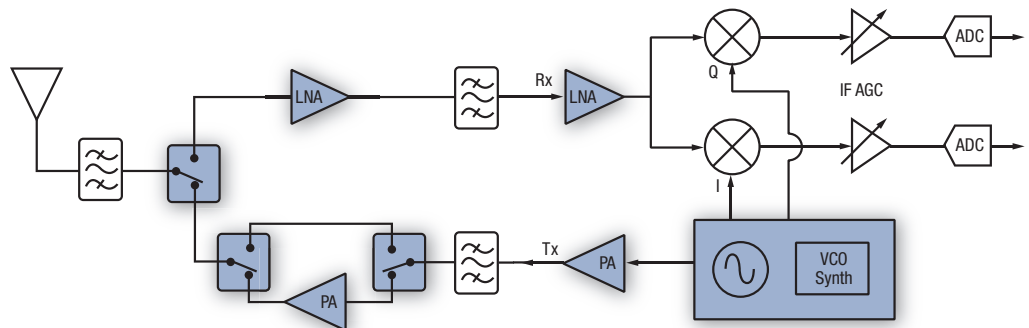 ADC
Q
LNA
Rx
LNA
IF AGC
ADC
I
Tx
PA
VCO
Synth
PA